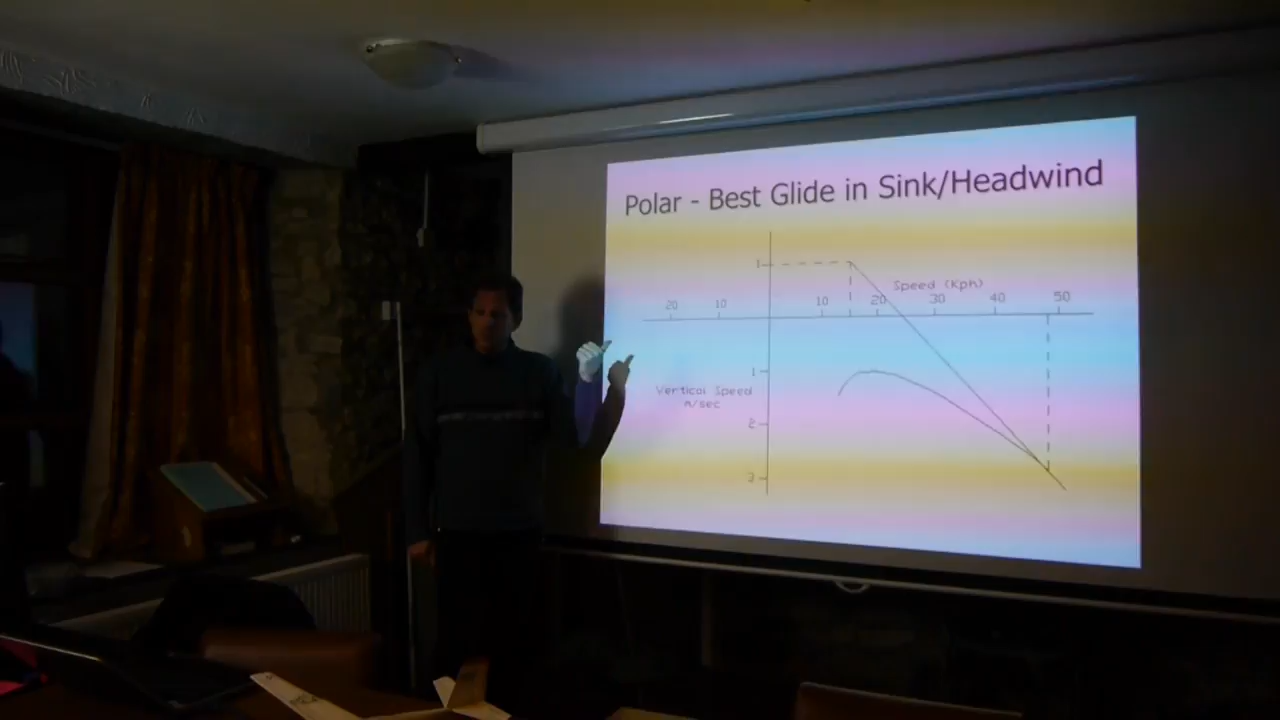 Polar - Best Glide in Sink/Headwind
1
Speed (Kph)
20 10 10 20 30 40 50
1
Vertical Speed
m/sec
2
3